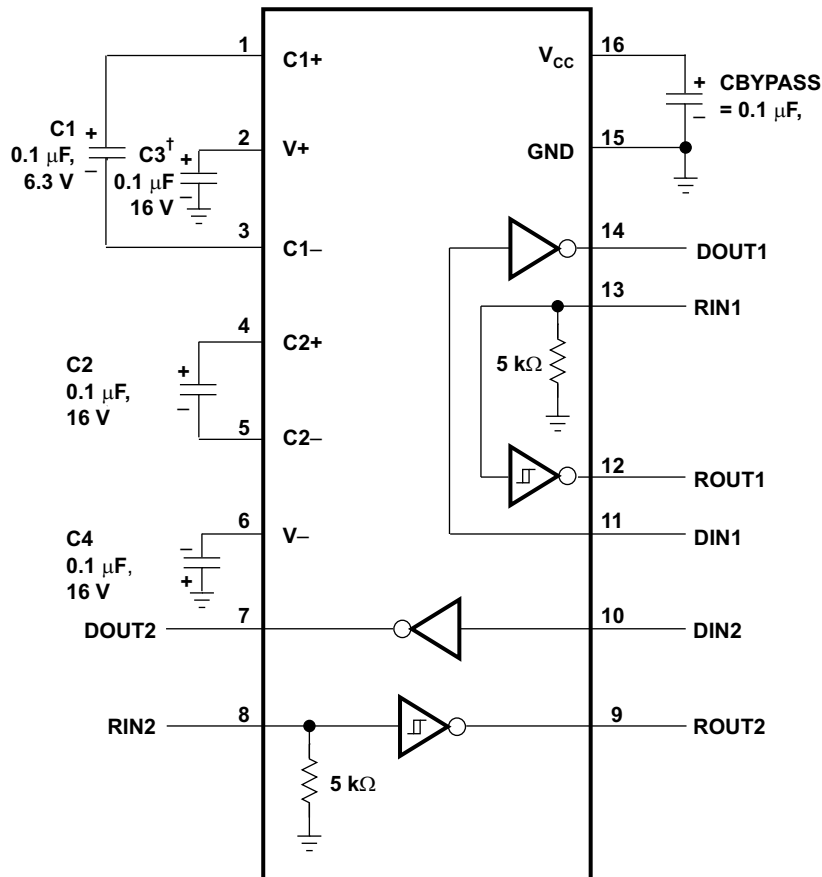 1
C1+
C1
0.1 μF,
6.3 V
+
–
2
V+
C3†
0.1 μF
16 V
+
–
3
C1–
4
C2+
C2
0.1 μF,
16 V
+
–
5
C2–
6
V–
C4
0.1 μF,
16 V
–
+
DOUT2
7
RIN2
8
5 kΩ
VCC
16
+
–
CBYPASS
= 0.1 μF,
GND
15
14
DOUT1
13
RIN1
5 kΩ
12
ROUT1
11
DIN1
10
DIN2
9
ROUT2